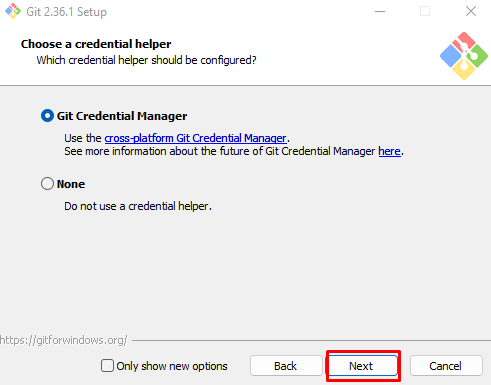 Git 2.36.1 Setup
Choose a credential helper
Which credential helper should be configured?
Git Credential Manager
Use the cross-platform Git Credential Manager.
See more information about the future of Git Credential Manager here.
None
Do not use a credential helper.
https://gitforwindows.org/
Only show new options
Back
Next
Cancel